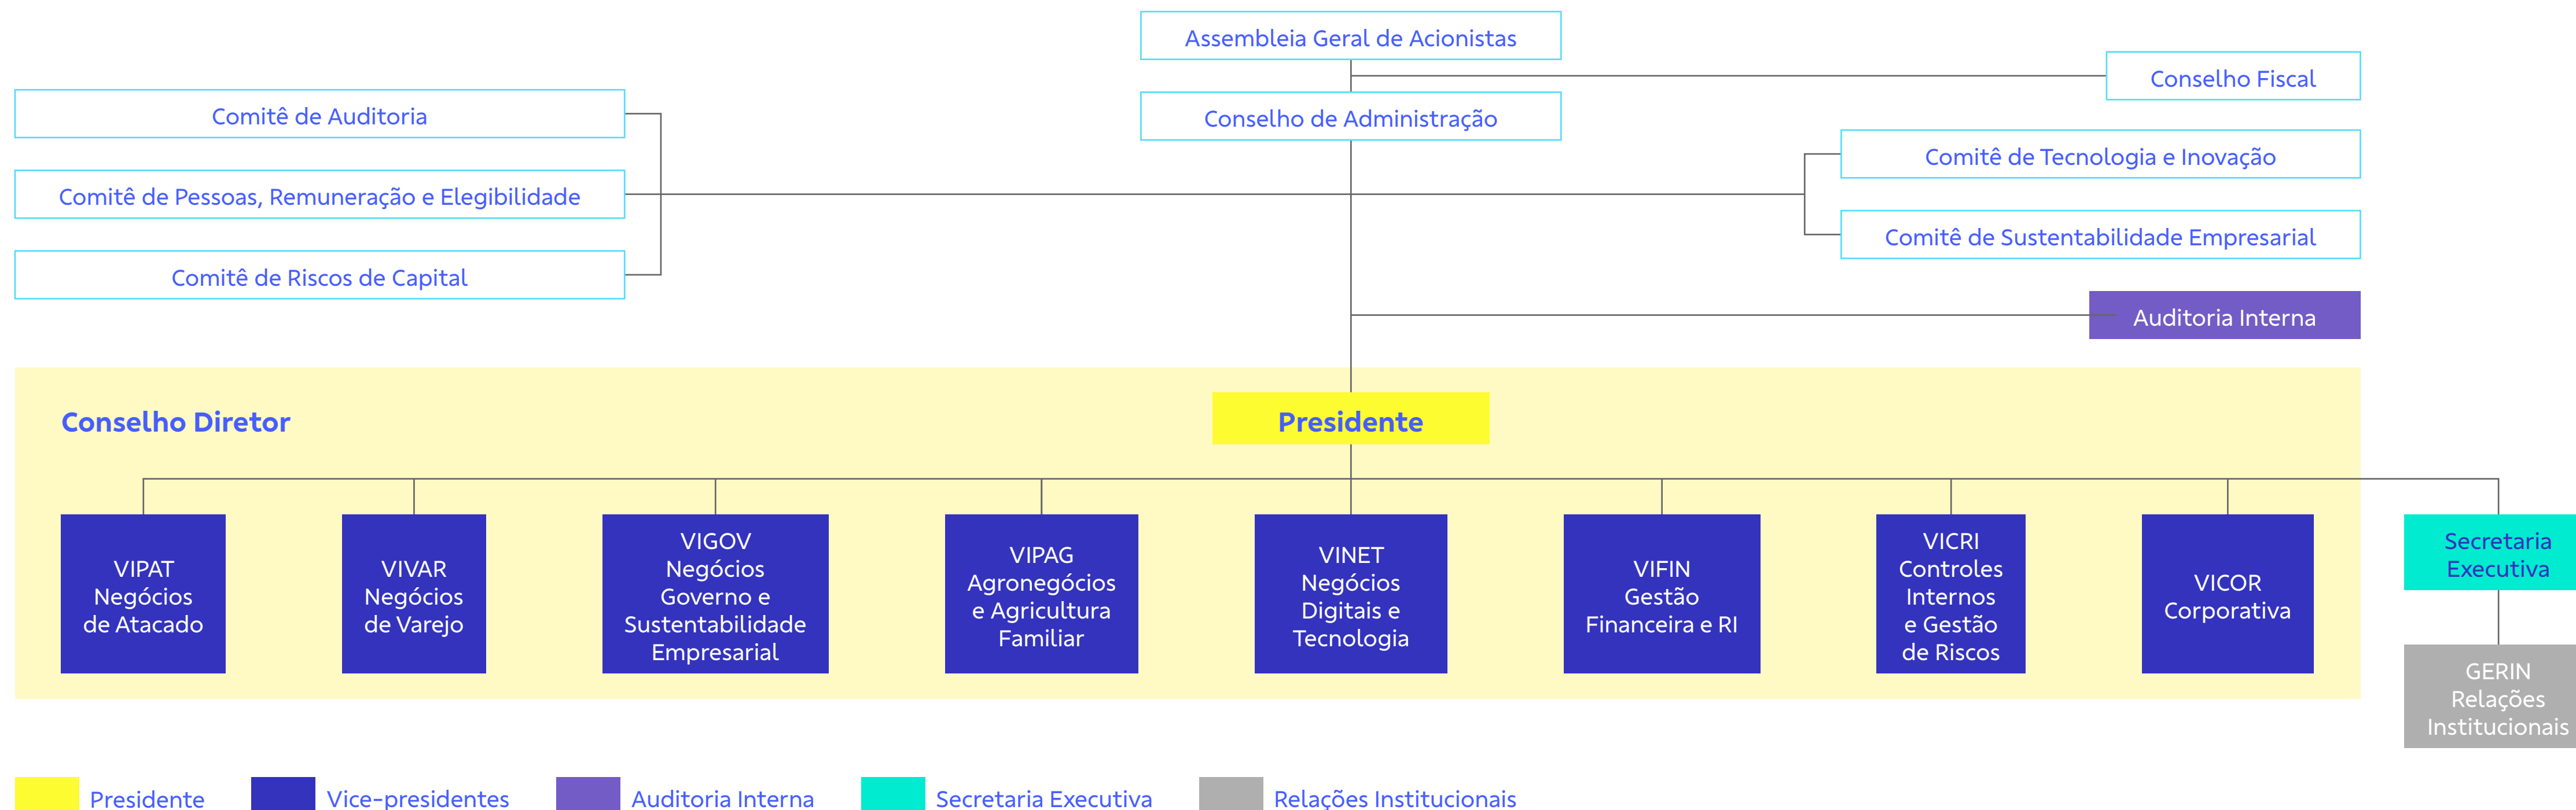 Assembleia Geral de Acionistas
Conselho Fiscal
Conselho de Administração
Comitê de Auditoria
Comitê de Pessoas, Remuneração e Elegibilidade
Comitê de Riscos de Capital
Comitê de Tecnologia e Inovação
Comitê de Sustentabilidade Empresarial
Auditoria Interna
Conselho Diretor
Presidente
VIPAT
Negócios
de Atacado
VIVAR
Negócios
de Varejo
VIGOV
Negócios
Governo e
Sustentabilidade
Empresarial
VIPAG
Agronegócios
e Agricultura
Familiar
VINET
Negócios
Digitais e
Tecnologia
VIFIN
Gestão
Financeira e RI
VICRI
Controles
Internos
e Gestão
de Riscos
VICOR
Corporativa
Secretaria
Executiva
GERIN
Relações
Institucionais
Presidente
Vice-presidentes
Auditoria Interna
Secretaria Executiva
Relações Institucionais